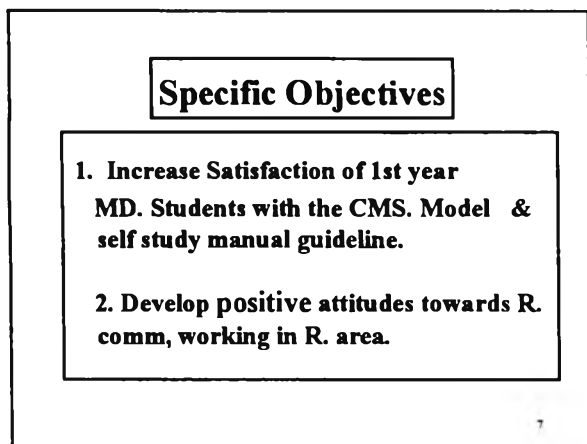 Specific Objectives
1. Increase Satisfaction of 1st year
MD. Students with the CMS. Model &
self study manual guideline.
2. Develop positive attitudes towards R.
comm, working in R. area.
7